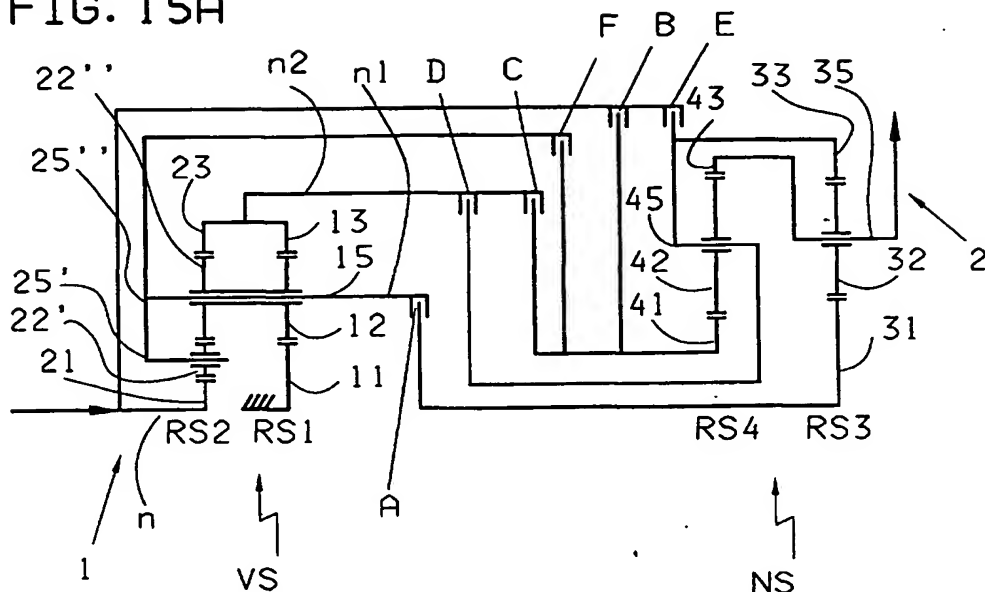 FIG. 15A
F B E
22'' n2 n1 D C 43 33 35
25'' 23 13 15 45
25' 22' 21 12 11 42 41 32 2 31
RS2 RS1 RS4 RS3
n A
1 VS NS